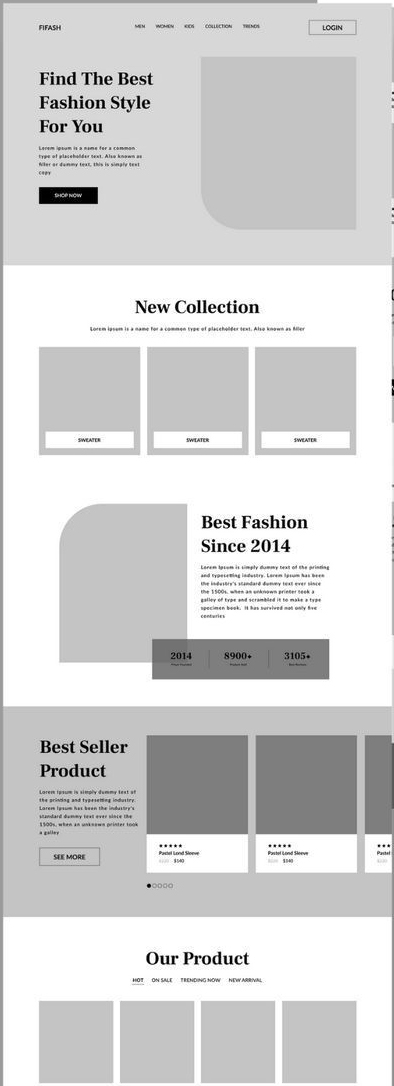 FIFASH
MEN WOMEN KIDS COLLECTION TRENDS
LOGIN
Find The Best
Fashion Style
For You
Lorem ipsum is a name for a common
type of placeholder text. Also known as
filler or dummy text, this is simply text
copy
SHOP NOW
New Collection
Lorem ipsum is a name for a common type of placeholder text. Also known as filler
SWEATER SWEATER SWEATER
Best Fashion
Since 2014
Lorem Ipsum is simply dummy text of the printing
and typesetting industry. Lorem Ipsum has been
the industry's standard dummy text ever since
the 1500s, when an unknown printer took a
galley of type and scrambled it to make a type
specimen book. It has survived not only five
centuries
2014 8900+ 3105+
Best Seller
Product
Lorem Ipsum is simply dummy text of
the printing and typesetting industry.
Lorem Ipsum has been the industry's
standard dummy text ever since the
1500s, when an unknown printer took
a galley
SEE MORE
★★★★★
Pastel Lond Sleeve
$140
★★★★★
Pastel Lond Sleeve
$140
Our Product
HOT ON SALE TRENDING NOW NEW ARRIVAL